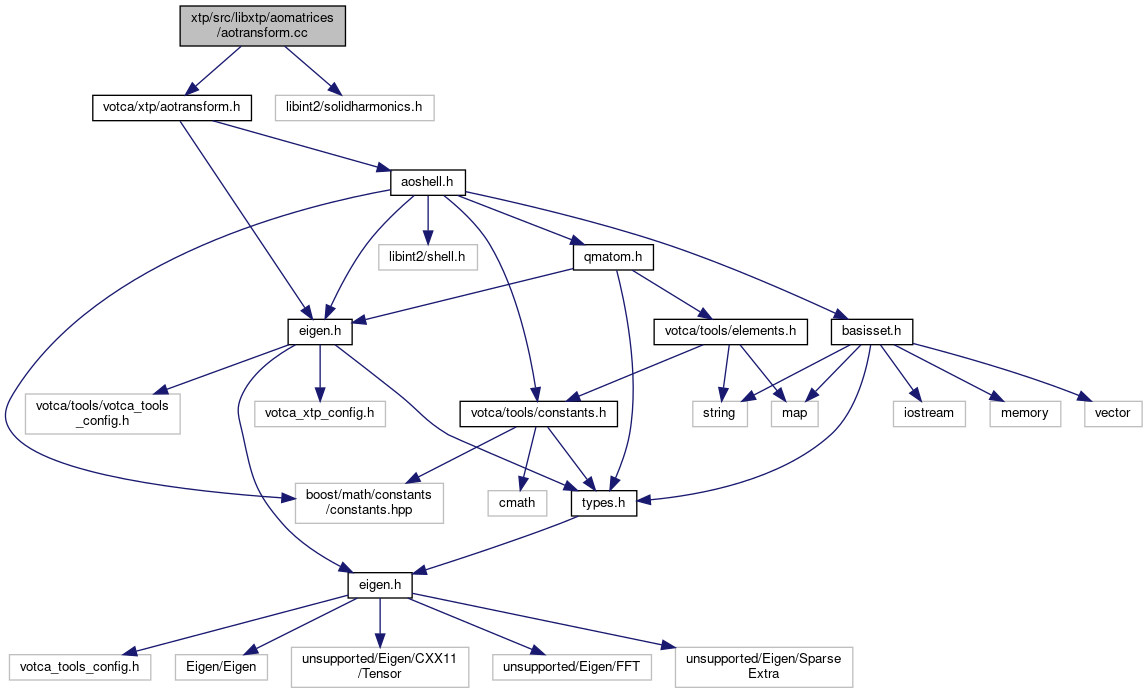 xtp/src/libxtp/aomatrices
/aotransform.cc
votca/xtp/aotransform.h
libint2/solidharmonics.h
aoshell.h
libint2/shell.h
qmatom.h
eigen.h
votca/tools/elements.h
basisset.h
votca/tools/votca_tools
_config.h
votca_xtp_config.h
votca/tools/constants.h
string
map
iostream
memory
vector
boost/math/constants
/constants.hpp
cmath
types.h
eigen.h
votca_tools_config.h
Eigen/Eigen
unsupported/Eigen/CXX11
/Tensor
unsupported/Eigen/FFT
unsupported/Eigen/Sparse
Extra